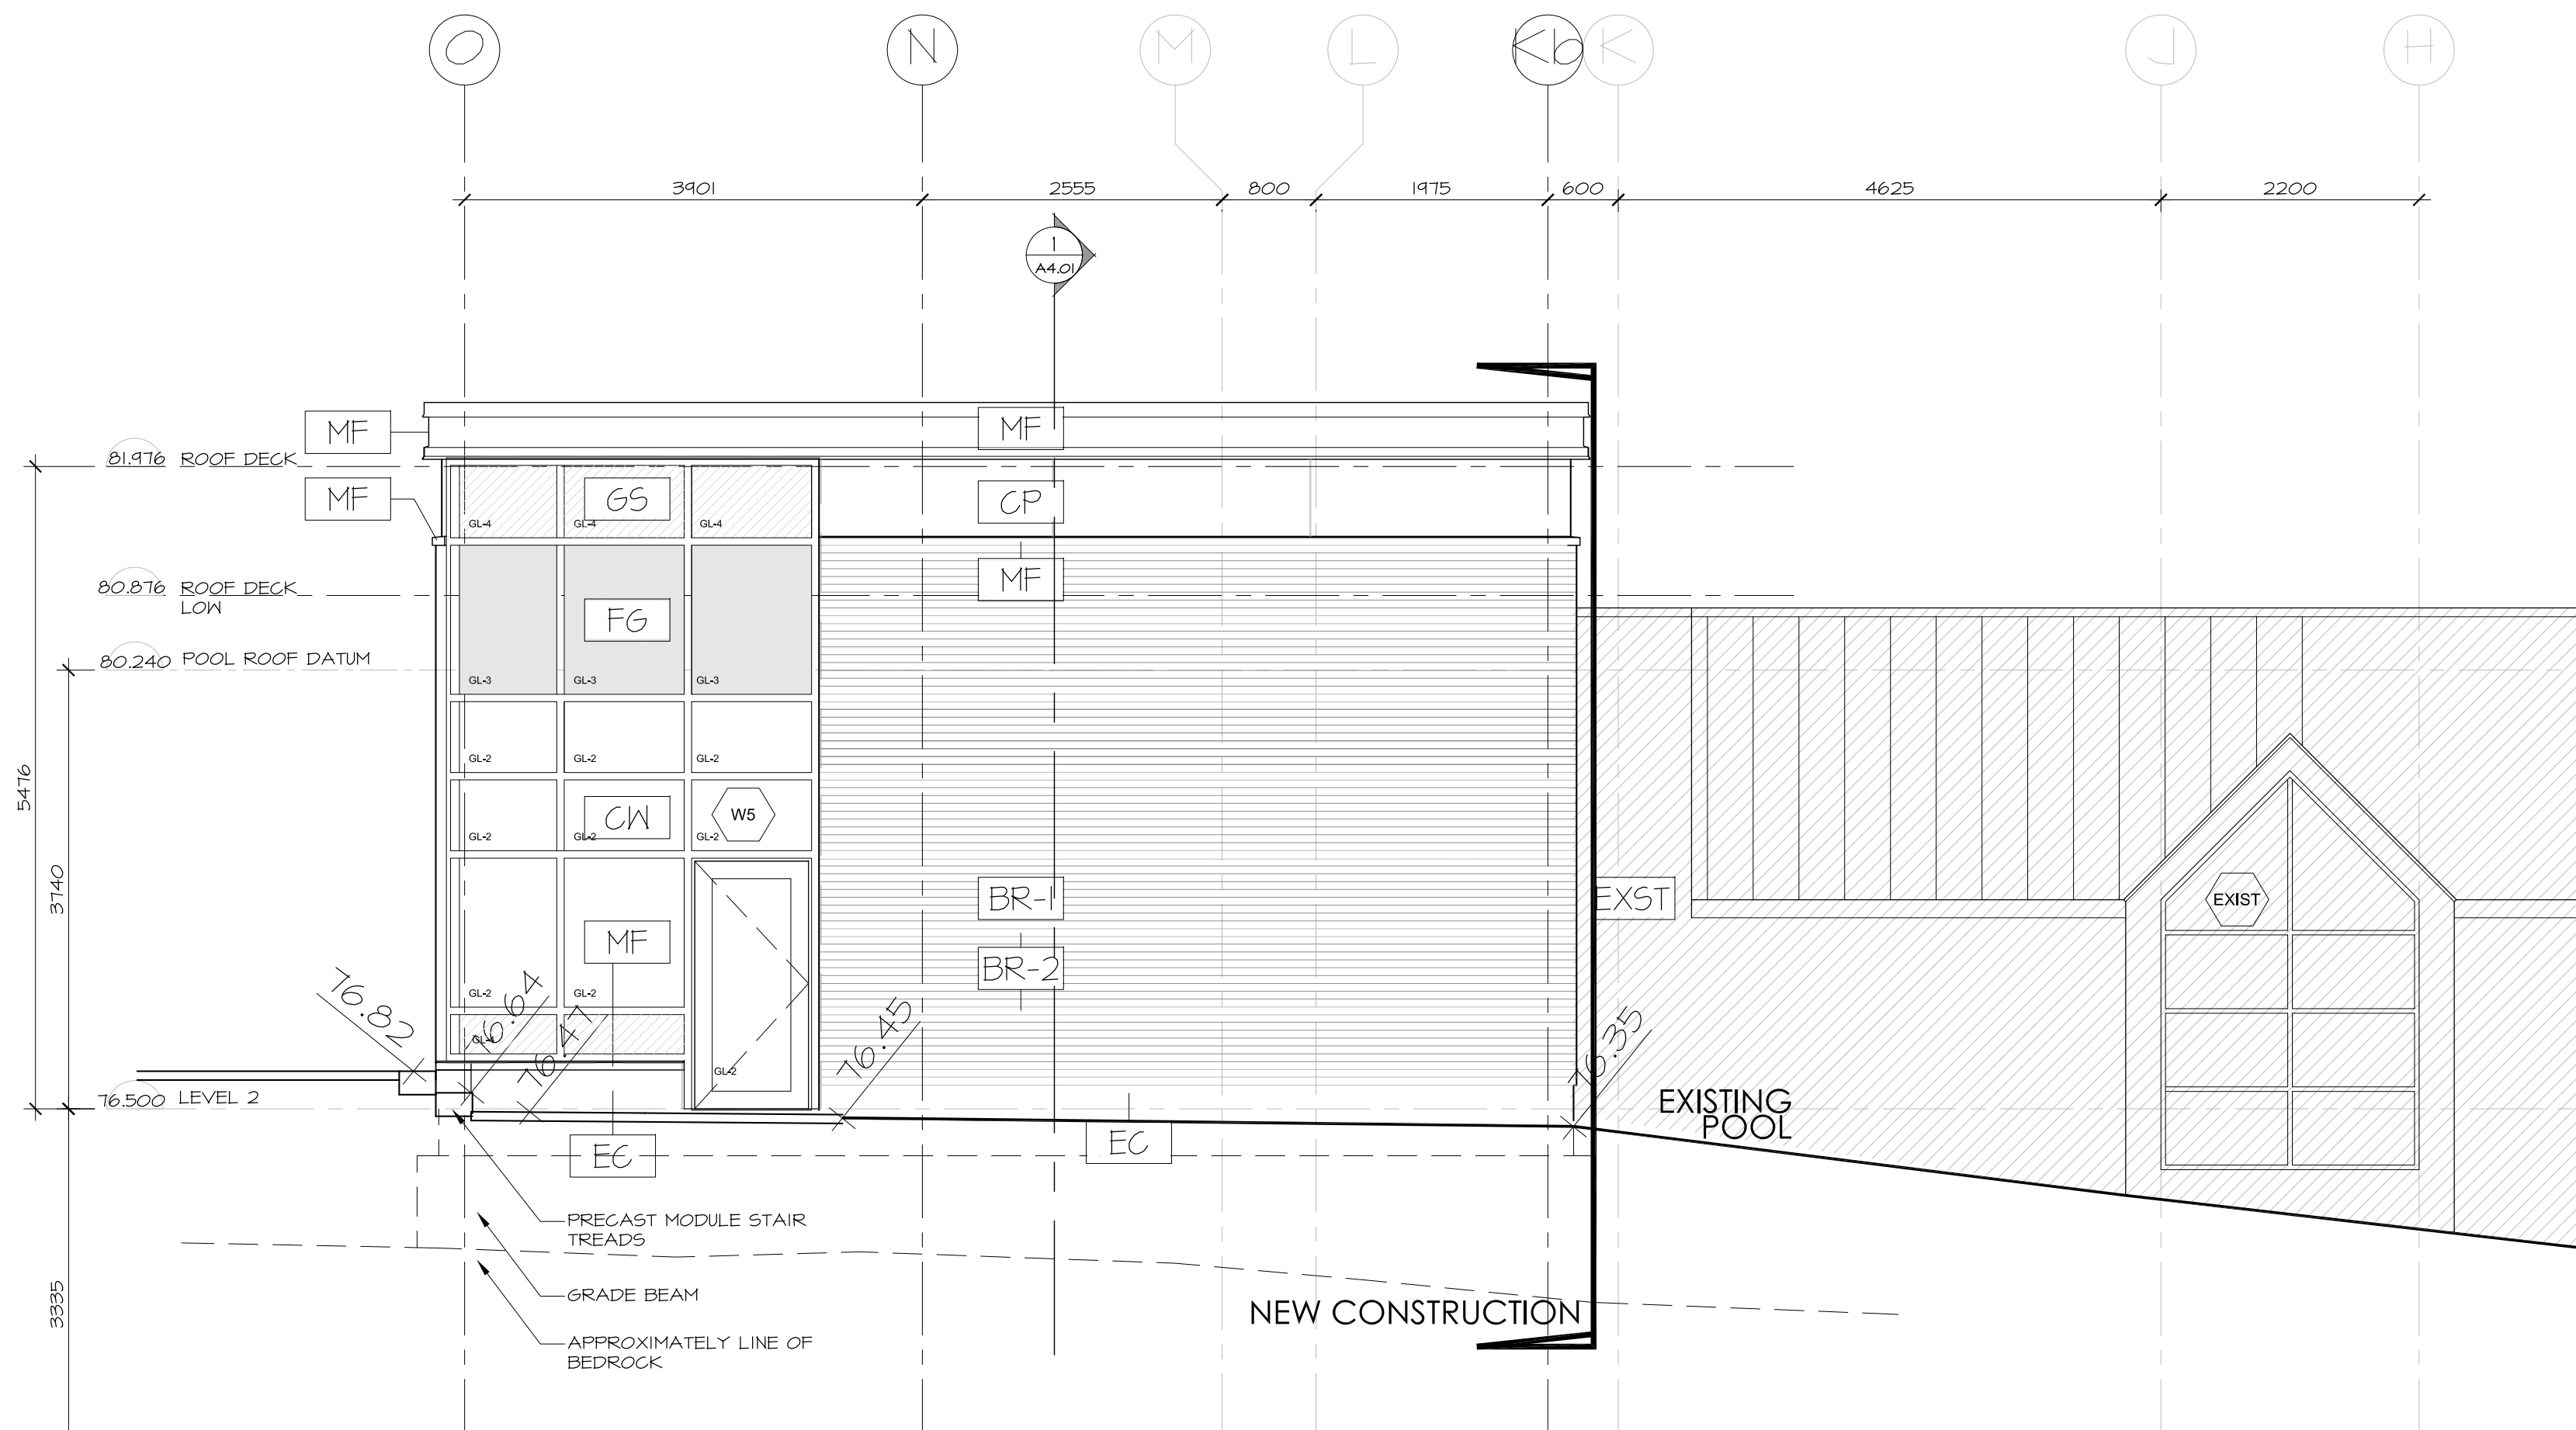 O N M L Kb K J H
3901 2555 800 1975 600 4625 2200
1
A4.01
MF MF
81.976 ROOF DECK
MF GS CP
GL-4 GL-4 GL-4
MF
80.876 ROOF DECK
LOW
FG
80.240 POOL ROOF DATUM
GL-3 GL-3 GL-3
GL-2 GL-2 GL-2
5476
CW W5
GL-2 GL-2 GL-2
3740
BR-1 EXST EXIST
MF
BR-2
GL-2 GL-2
76.82 76.64 76.47 76.45 76.35
GL-4
GL-2
76.500 LEVEL 2
EXISTING
POOL
EC EC
PRECAST MODULE STAIR
TREADS
3335
GRADE BEAM
NEW CONSTRUCTION
APPROXIMATELY LINE OF
BEDROCK